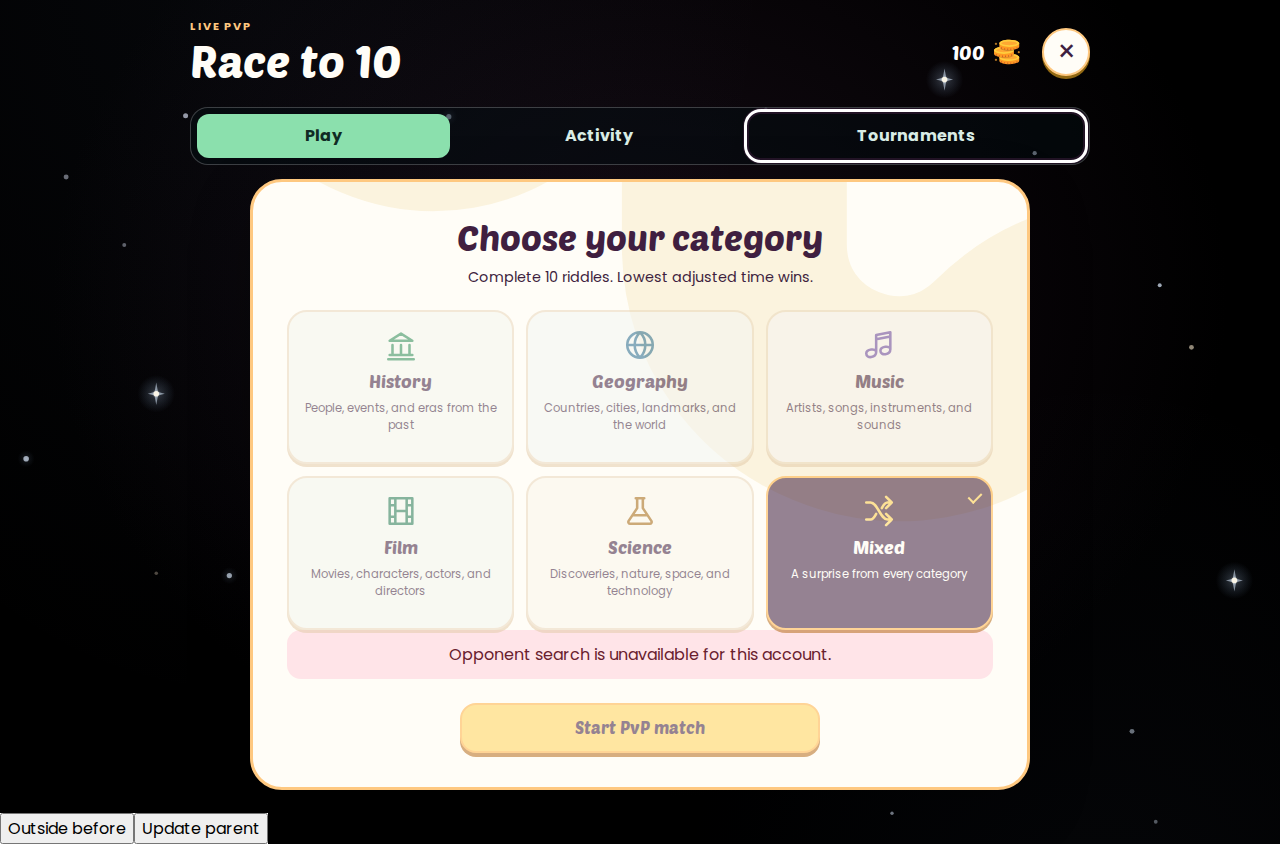 LIVE PVP
Race to 10
100
×
Play
Activity
Tournaments
Choose your category
Complete 10 riddles. Lowest adjusted time wins.
History
People, events, and eras from the
past
Geography
Countries, cities, landmarks, and
the world
Music
Artists, songs, instruments, and
sounds
Film
Movies, characters, actors, and
directors
Science
Discoveries, nature, space, and
technology
Mixed
A surprise from every category
Opponent search is unavailable for this account.
Start PvP match
Outside before
Update parent